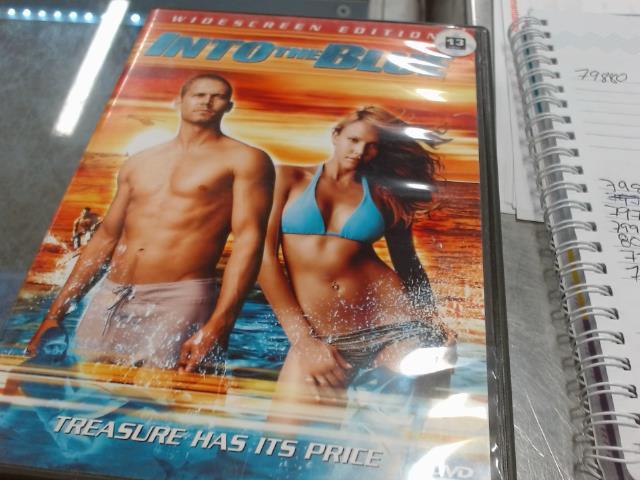 WIDESCREEN EDITION
13
INTO THE BLUE
TREASURE HAS ITS PRICE
DVD
79880